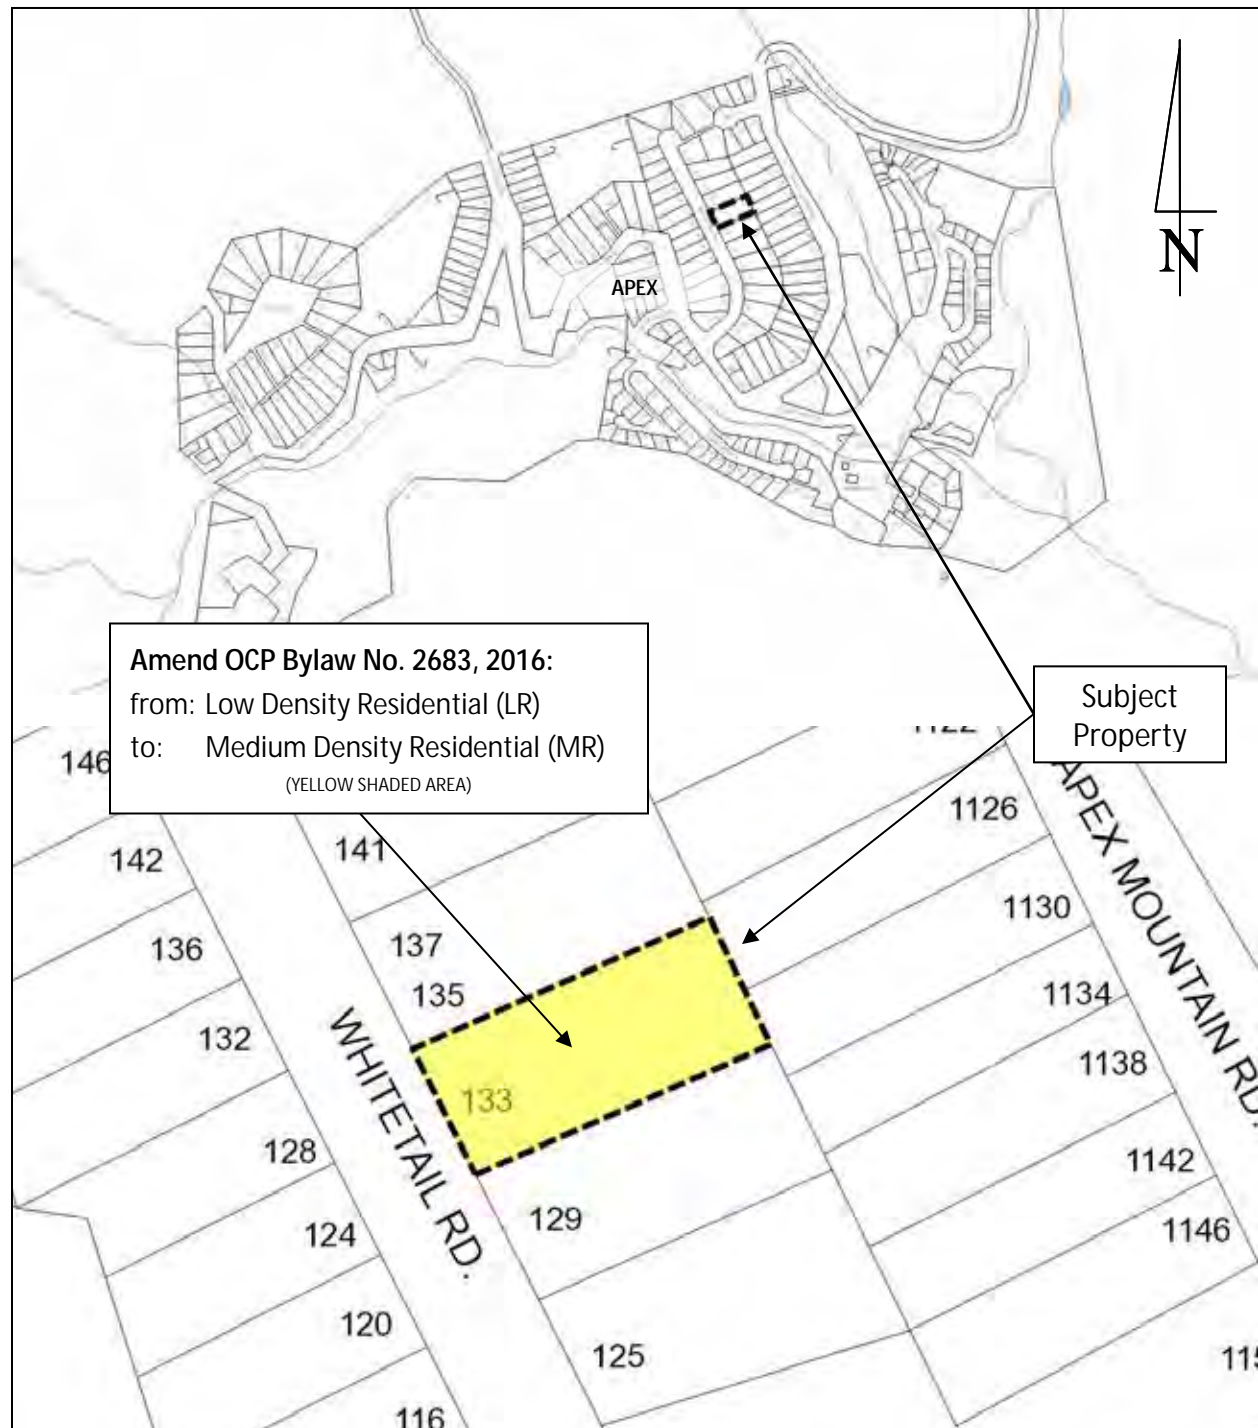 N
APEX
Amend OCP Bylaw No. 2683, 2016:
from: Low Density Residential (LR)
to: Medium Density Residential (MR)
(YELLOW SHADED AREA)
Subject
Property
146
142
136
132
128
124
120
116
141
137
135
133
129
125
WHITETAIL RD.
1126
1130
1134
1138
1142
1146
APEX MOUNTAIN RD.